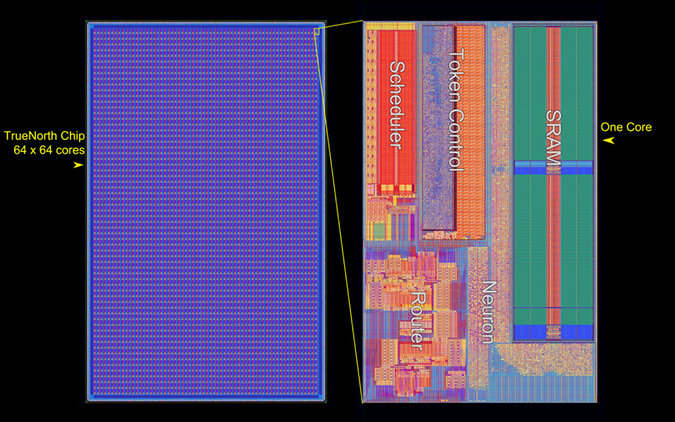 TrueNorth Chip
64 x 64 cores
Scheduler
Token Control
SRAM
One Core
Router
Neuron